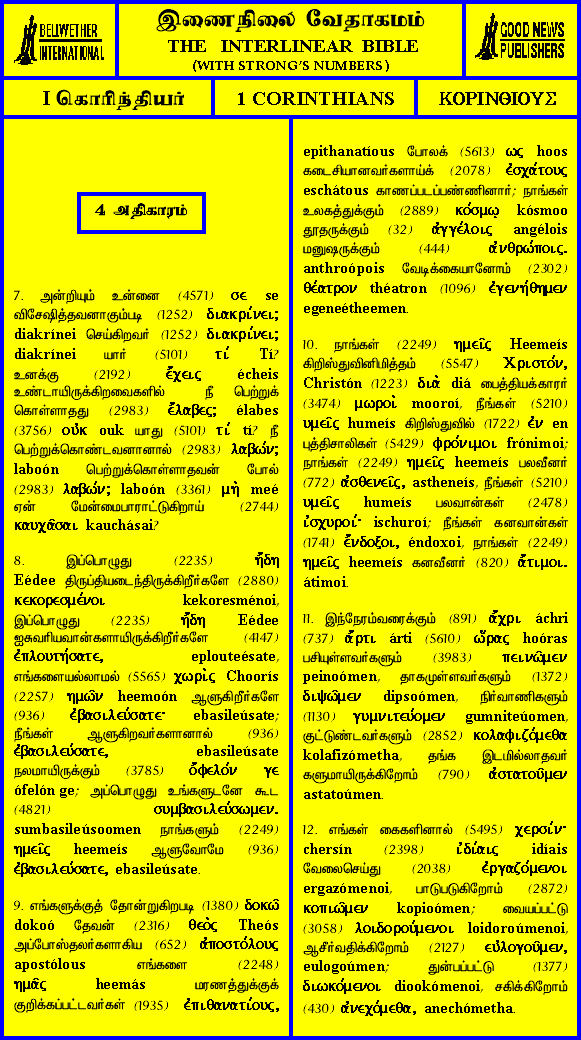 BELLWETHER
INTERNATIONAL
இணைநிலை வேதாகமம்
THE INTERLINEAR BIBLE
(WITH STRONG'S NUMBERS)
GOOD NEWS
PUBLISHERS
I கொரிந்தியர்
1 CORINTHIANS
ΚΟΡΙΝΘΙΟΥΣ
4 அதிகாரம்
7. அன்றியும் உன்னை (4571) σε se
விசேஷித்தவனாகும்படி (1252) διακρίνει;
diakrínei செய்கிறவர் (1252) διακρίνει;
diakrínei யார் (5101) τί Tí?
உனக்கு (2192) ἔχεις écheis
உண்டாயிருக்கிறவைகளில் நீ பெற்றுக்
கொள்ளாதது (2983) ἔλαβες; élabes
(3756) οὐκ ouk யாது (5101) τί tí? நீ
பெற்றுக்கொண்டவனானால் (2983) λαβών;
laboón பெற்றுக்கொள்ளாதவன் போல்
(2983) λαβών; laboón (3361) μὴ meé
ஏன் மேன்மைபாராட்டுகிறாய் (2744)
καυχᾶσαι kauchásai?
8. இப்பொழுது (2235) ἤδη
Eédee திருப்தியடைந்திருக்கிறீர்களே (2880)
κεκορεσμένοι kekoresménoi,
இப்பொழுது (2235) ἤδη Eédee
ஐசுவரியவான்களாயிருக்கிறீர்களே (4147)
ἐπλουτήσατε, eplouteésate,
எங்களையல்லாமல் (5565) χωρὶς Choorís
(2257) ημῶν heemoón ஆளுகிறீர்களே
(936) ἐβασιλεύσατε· ebasileúsate;
நீங்கள் ஆளுகிறவர்களானால் (936)
ἐβασιλεύσατε, ebasileúsate
நலமாயிருக்கும் (3785) ὄφελόν γε
ófelón ge; அப்பொழுது உங்களுடனே கூட
(4821) συμβασιλεύσωμεν.
sumbasileúsoomen நாங்களும் (2249)
ημεῖς heemeís ஆளுவோமே (936)
ἐβασιλεύσατε, ebasileúsate.
9. எங்களுக்குத் தோன்றுகிறபடி (1380) δοκῶ
dokoó தேவன் (2316) θεὸς Theós
அப்போஸ்தலர்களாகிய (652) ἀποστόλους
apostólous எங்களை (2248)
ημᾶς heemás மரணத்துக்குக்
குறிக்கப்பட்டவர்கள் (1935) ἐπιθανατίους,
epithanatíous போலக் (5613) ως hoos
கடைசியானவர்களாய்க் (2078) ἐσχάτους
eschátous காணப்படப்பண்ணினார்; நாங்கள்
உலகத்துக்கும் (2889) κόσμῳ kósmoo
தூதருக்கும் (32) ἀγγέλοις angélois
மனுஷருக்கும் (444) ἀνθρώποις.
anthroópois வேடிக்கையானோம் (2302)
θέατρον théatron (1096) ἐγενήθημεν
egeneétheemen.
10. நாங்கள் (2249) ημεῖς Heemeís
கிறிஸ்துவினிமித்தம் (5547) Χριστόν,
Christón (1223) διὰ diá பைத்தியக்காரர்
(3474) μωροὶ mooroí, நீங்கள் (5210)
υμεῖς humeís கிறிஸ்துவில் (1722) ἐν en
புத்திசாலிகள் (5429) φρόνιμοι frónimoi;
நாங்கள் (2249) ημεῖς heemeís பலவீனர்
(772) ἀσθενεῖς, astheneís, நீங்கள் (5210)
υμεῖς humeís பலவான்கள் (2478)
ἰσχυροί· ischuroí; நீங்கள் கனவான்கள்
(1741) ἔνδοξοι, éndoxoi, நாங்கள் (2249)
ημεῖς heemeís கனவீனர் (820) ἄτιμοι.
átimoi.
11. இந்நேரம்வரைக்கும் (891) ἄχρι áchri
(737) ἄρτι árti (5610) ὥρας hoóras
பசியுள்ளவர்களும் (3983) πεινῶμεν
peinoómen, தாகமுள்ளவர்களும் (1372)
διψῶμεν dipsoómen, நிர்வாணிகளும்
(1130) γυμνιτεύομεν gumniteúomen,
குட்டுண்டவர்களும் (2852) κολαφιζόμεθα
kolafizómetha, தங்க இடமில்லாதவர்
களுமாயிருக்கிறோம் (790) ἀστατοῦμεν
astatoúmen.
12. எங்கள் கைகளினால் (5495) χερσίν·
chersín (2398) ἰδίαις idíais
வேலைசெய்து (2038) ἐργαζόμενοι
ergazómenoi, பாடுபடுகிறோம் (2872)
κοπιῶμεν kopioómen; வையப்பட்டு
(3058) λοιδορούμενοι loidoroúmenoi,
ஆசீர்வதிக்கிறோம் (2127) εὐλογοῦμεν,
eulogoúmen; துன்பப்பட்டு (1377)
διωκόμενοι diookómenoi, சகிக்கிறோம்
(430) ἀνεχόμεθα, anechómetha.